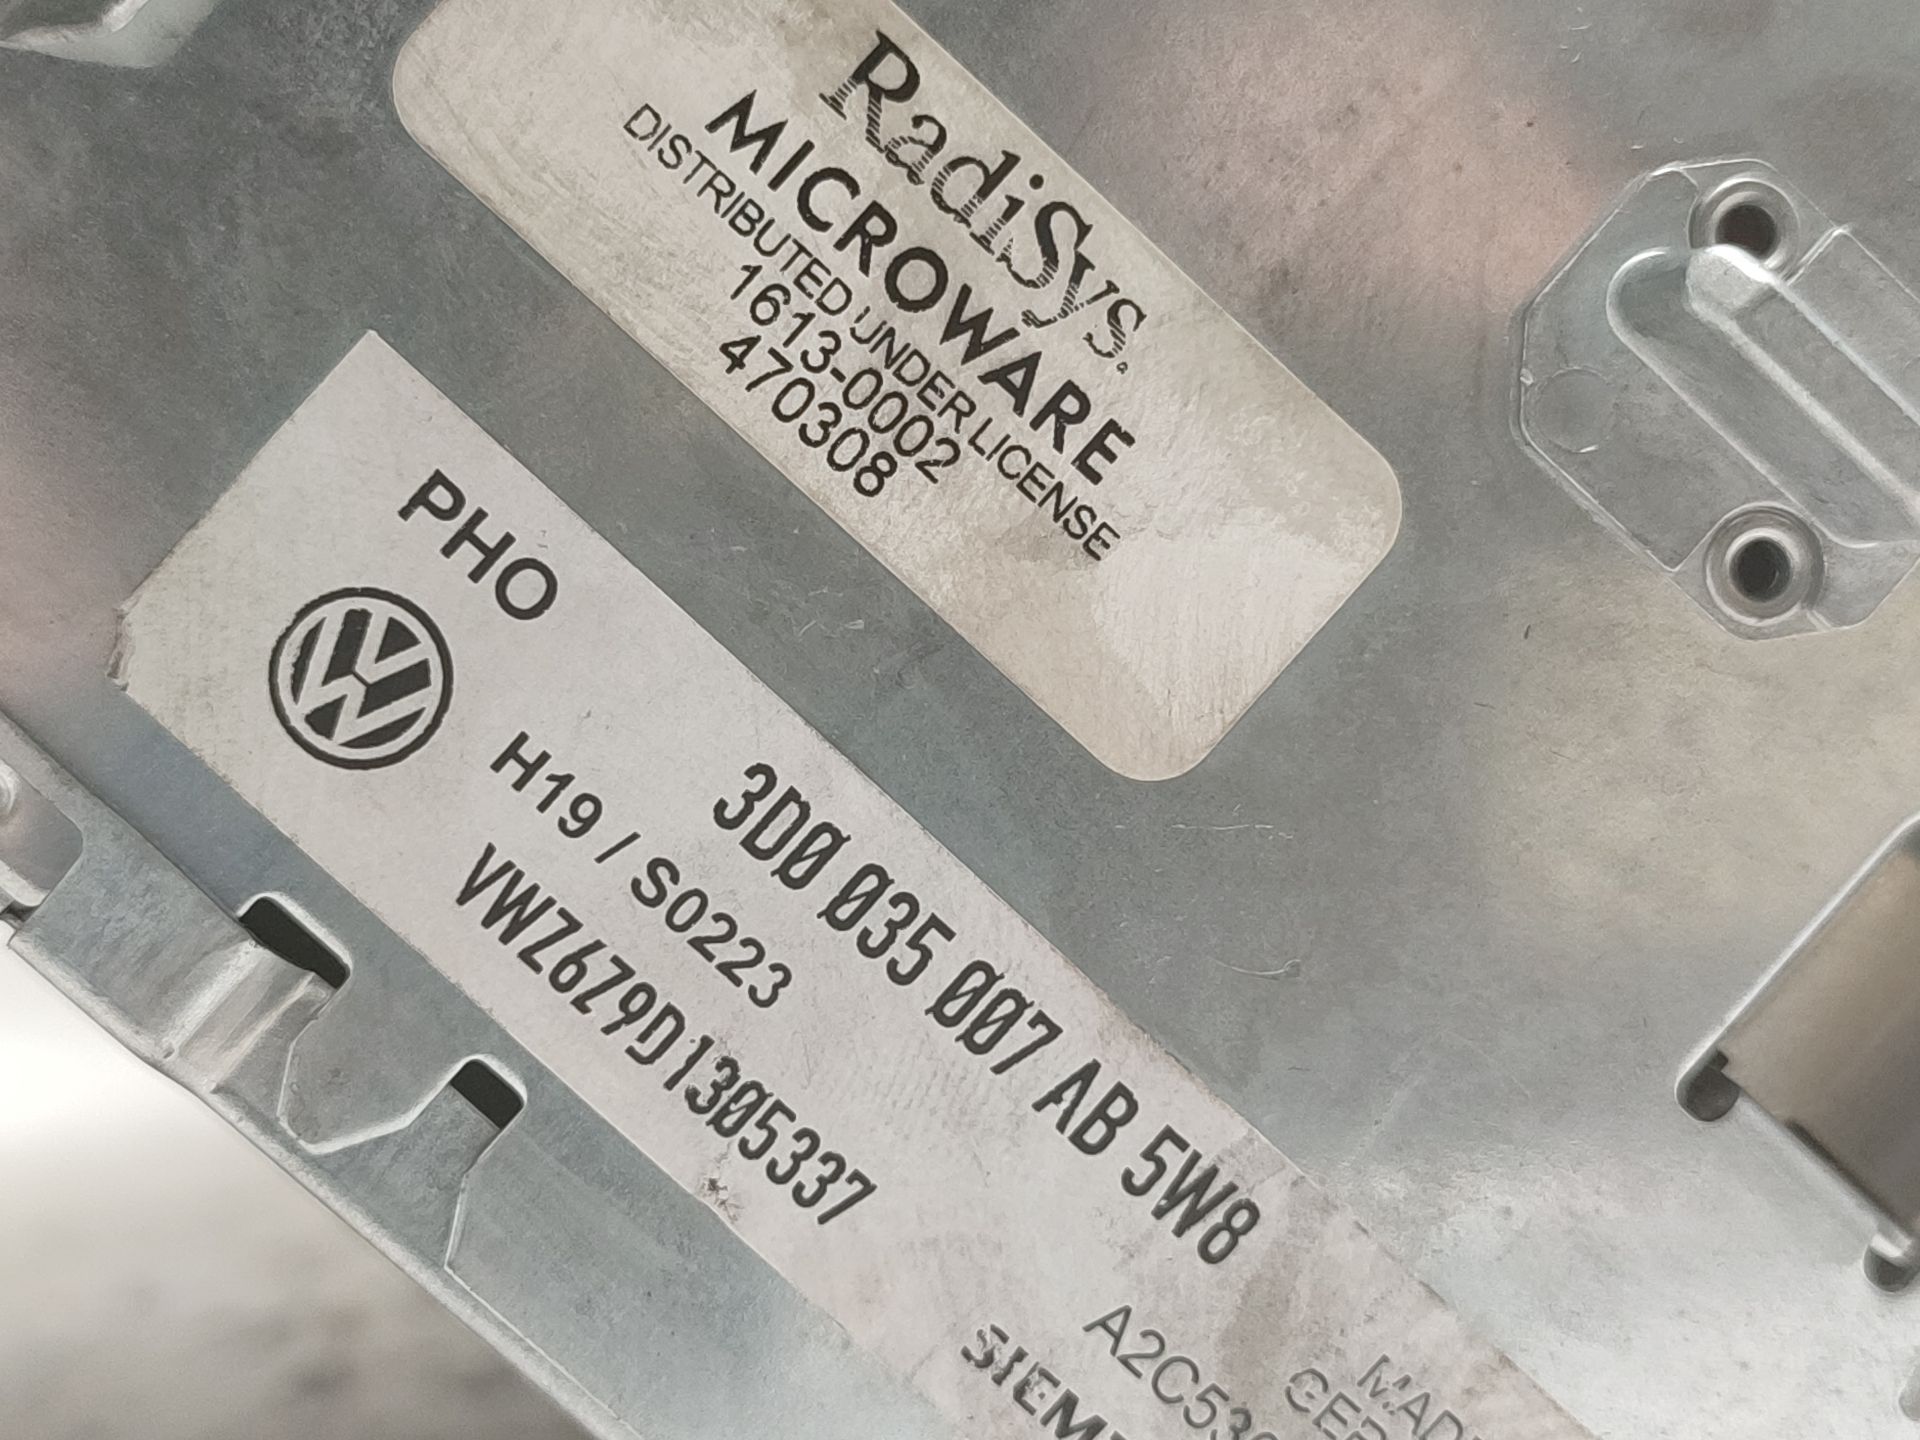 RadiSys.
MICROWARE
DISTRIBUTED UNDER LICENSE
1613-0002
470308
PHO
3D0 035 007 AB 5W8
H19 / S0223
VWZ6Z9D1305337